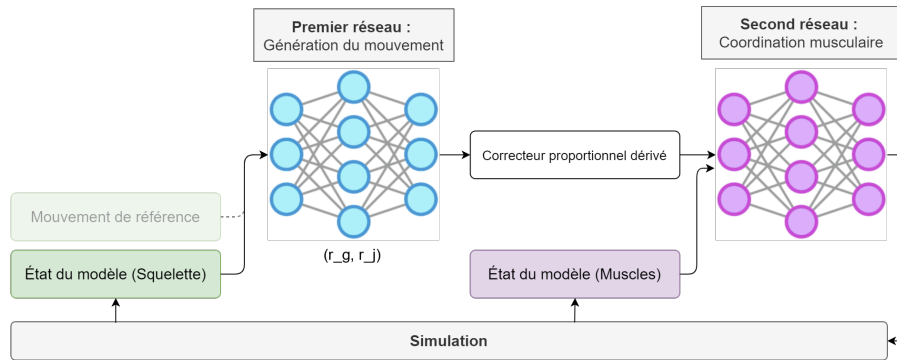 Premier réseau :
Génération du mouvement
Second réseau :
Coordination musculaire
Correcteur proportionnel dérivé
Mouvement de référence
État du modèle (Squelette)
(r_g, r_j)
État du modèle (Muscles)
Simulation